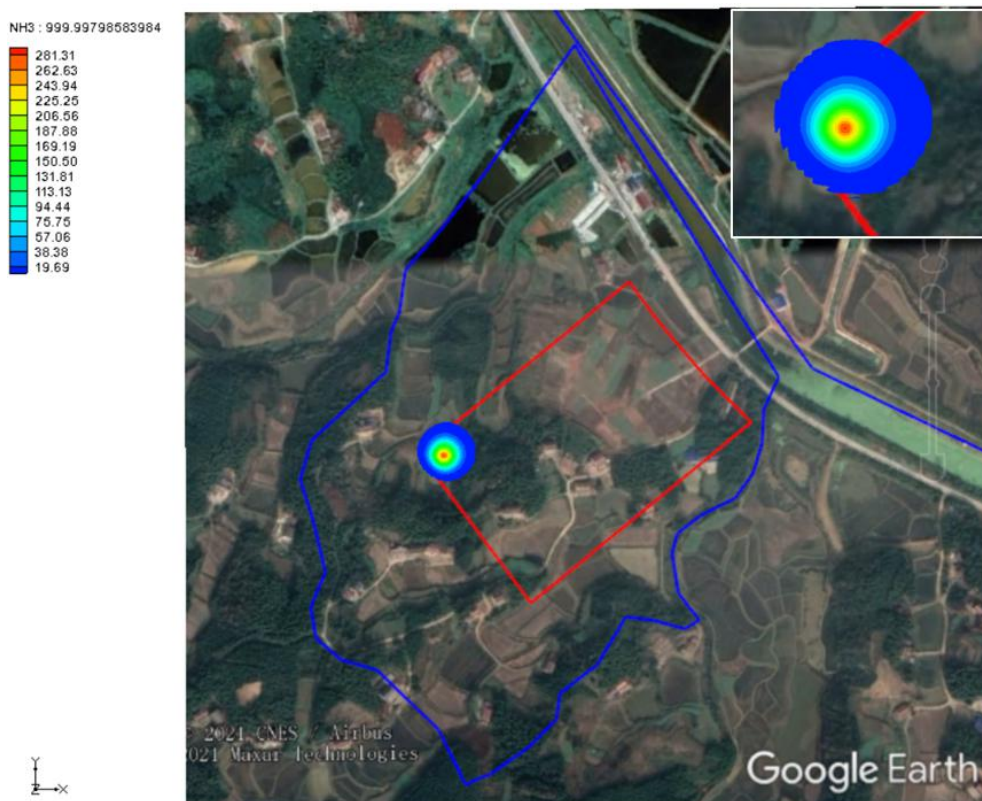 NH3 : 999.99798583984
281.31
262.63
243.94
225.25
206.56
187.88
169.19
150.50
131.81
113.13
94.44
75.75
57.06
38.38
19.69
2021 CNES / Airbus
2021 Maxar Technologies
Google Earth
Y
Z X